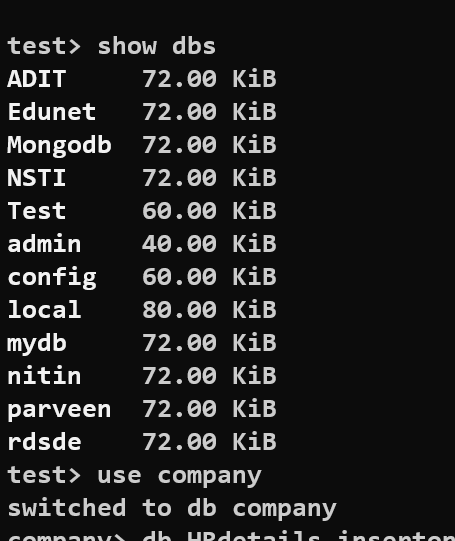 test> show dbs
ADIT     72.00 KiB
Edunet   72.00 KiB
Mongodb  72.00 KiB
NSTI     72.00 KiB
Test     60.00 KiB
admin    40.00 KiB
config   60.00 KiB
local    80.00 KiB
mydb     72.00 KiB
nitin    72.00 KiB
parveen  72.00 KiB
rdsde    72.00 KiB
test> use company
switched to db company
company> db.HRdetails.inserton